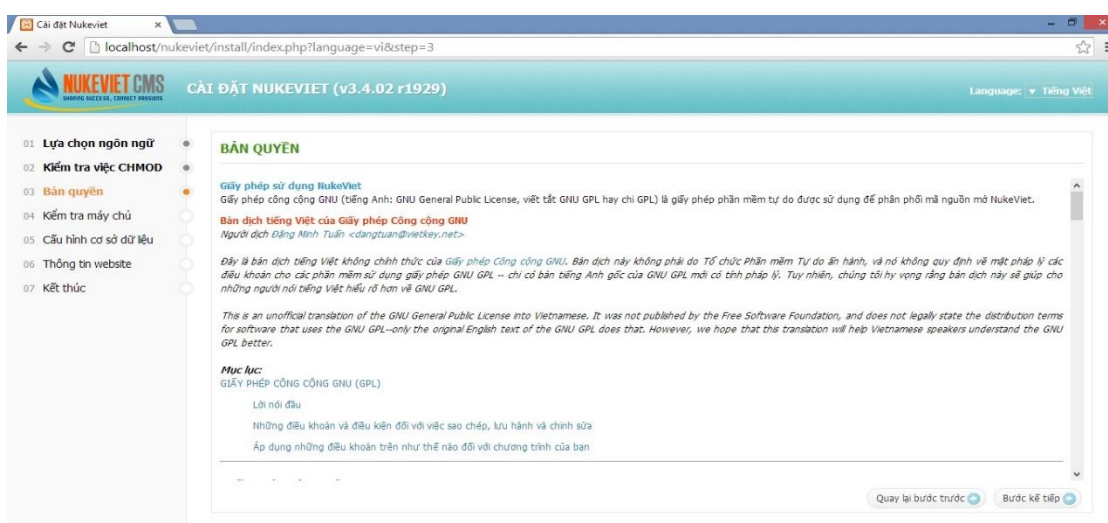 Cài đặt Nukeviet
localhost/nukeviet/install/index.php?language=vi&step=3
NUKEVIET CMS
SHARING SUCCESS, CONNECT PASSIONS
CÀI ĐẶT NUKEVIET (v3.4.02 r1929)
Language: Tiếng Việt
01 Lựa chọn ngôn ngữ
02 Kiểm tra việc CHMOD
03 Bản quyền
04 Kiểm tra máy chủ
05 Cấu hình cơ sở dữ liệu
06 Thông tin website
07 Kết thúc
BẢN QUYỀN
Giấy phép sử dụng NukeViet
Giấy phép công cộng GNU (tiếng Anh: GNU General Public License, viết tắt GNU GPL hay chỉ GPL) là giấy phép phần mềm tự do được sử dụng để phân phối mã nguồn mở NukeViet.
Bản dịch tiếng Việt của Giấy phép Công cộng GNU
Người dịch Đặng Minh Tuấn <dangtuan@vietkey.net>
Đây là bản dịch tiếng Việt không chính thức của Giấy phép Công cộng GNU. Bản dịch này không phải do Tổ chức Phần mềm Tự do ấn hành, và nó không quy định về mặt pháp lý các
điều khoản cho các phần mềm sử dụng giấy phép GNU GPL -- chỉ có bản tiếng Anh gốc của GNU GPL mới có tính pháp lý. Tuy nhiên, chúng tôi hy vọng rằng bản dịch này sẽ giúp cho
những người nói tiếng Việt hiểu rõ hơn về GNU GPL.
This is an unofficial translation of the GNU General Public License into Vietnamese. It was not published by the Free Software Foundation, and does not legally state the distribution terms
for software that uses the GNU GPL--only the original English text of the GNU GPL does that. However, we hope that this translation will help Vietnamese speakers understand the GNU
GPL better.
Mục lục:
GIẤY PHÉP CÔNG CỘNG GNU (GPL)
Lời nói đầu
Những điều khoản và điều kiện đối với việc sao chép, lưu hành và chỉnh sửa
Áp dụng những điều khoản trên như thế nào đối với chương trình của bạn
Quay lại bước trước
Bước kế tiếp